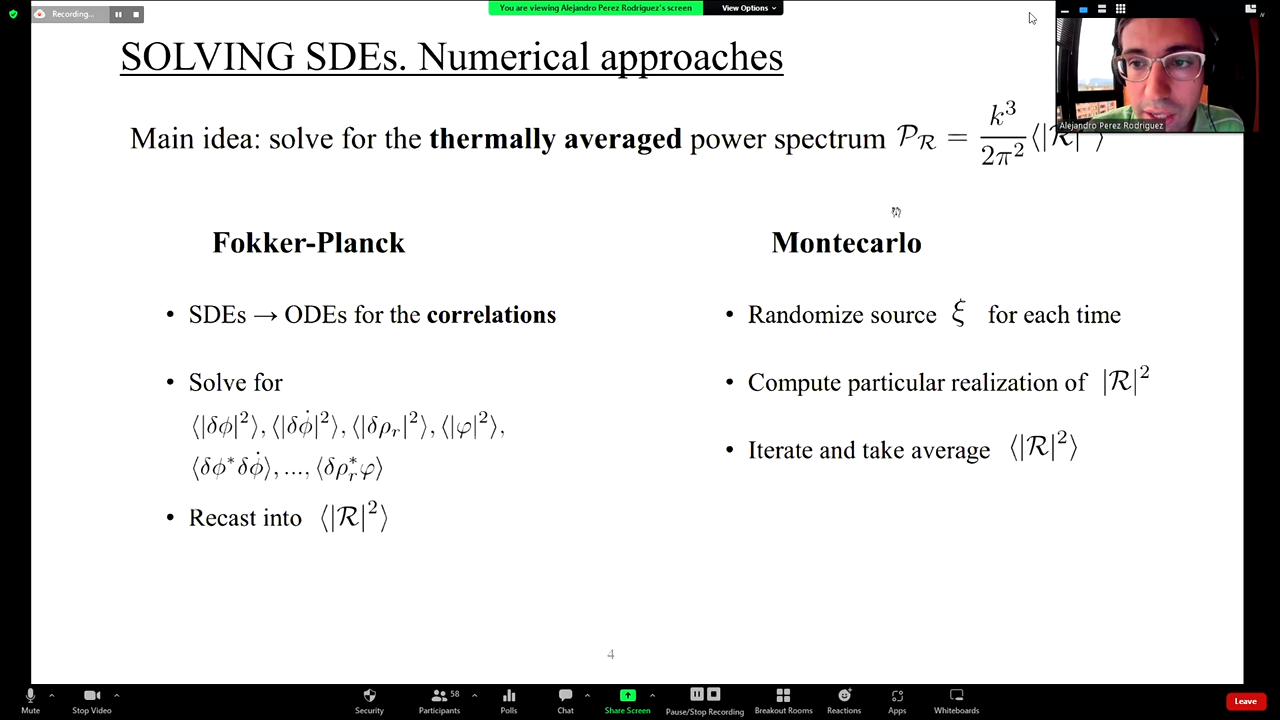 Recording...
You are viewing Alejandro Perez Rodriguez's screen
View Options
SOLVING SDEs. Numerical approaches
Main idea: solve for the thermally averaged power spectrum 𝒫_ℛ = k³/2π² ⟨|ℛ|²⟩
Alejandro Perez Rodriguez
Fokker-Planck
• SDEs → ODEs for the correlations
• Solve for
⟨|δϕ|²⟩, ⟨|δϕ̇|²⟩, ⟨|δρᵣ|²⟩, ⟨|φ|²⟩,
⟨δϕ*δϕ̇⟩, ..., ⟨δρᵣ*φ⟩
• Recast into ⟨|ℛ|²⟩
Montecarlo
• Randomize source ξ for each time
• Compute particular realization of |ℛ|²
• Iterate and take average ⟨|ℛ|²⟩
4
Mute
Stop Video
Security
Participants
58
Polls
Chat
Share Screen
Pause/Stop Recording
Breakout Rooms
Reactions
Apps
Whiteboards
Leave